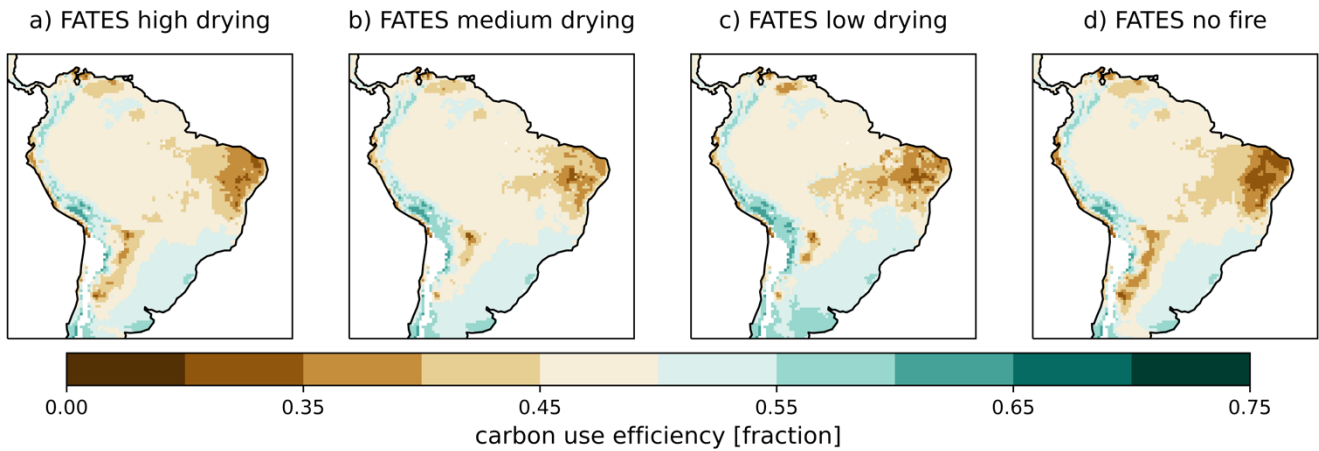 a) FATES high drying
b) FATES medium drying
c) FATES low drying
d) FATES no fire
0.00 0.35 0.45 0.55 0.65 0.75
carbon use efficiency [fraction]